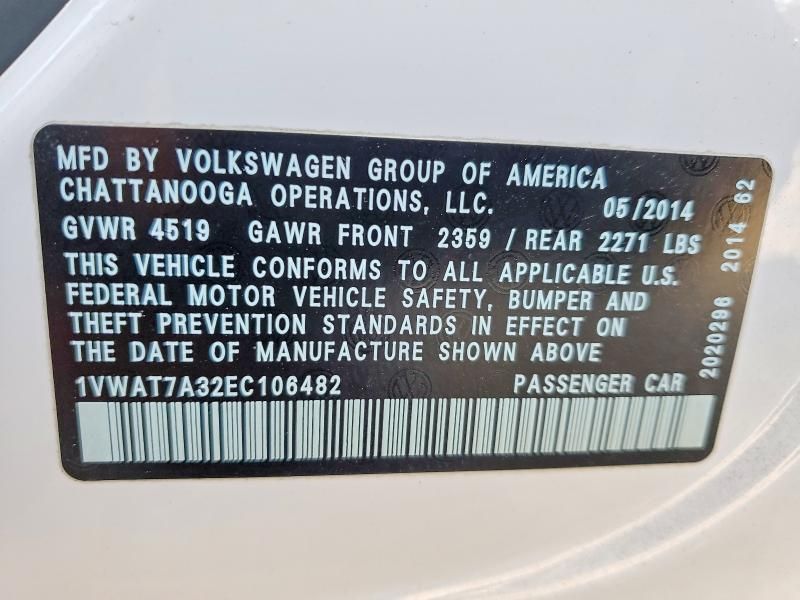 MFD BY VOLKSWAGEN GROUP OF AMERICA
CHATTANOOGA OPERATIONS, LLC. 05/2014
GVWR 4519 GAWR FRONT 2359 / REAR 2271 LBS
THIS VEHICLE CONFORMS TO ALL APPLICABLE U.S.
FEDERAL MOTOR VEHICLE SAFETY, BUMPER AND
THEFT PREVENTION STANDARDS IN EFFECT ON
THE DATE OF MANUFACTURE SHOWN ABOVE
1VWAT7A32EC106482 PASSENGER CAR
2020296 2014 62